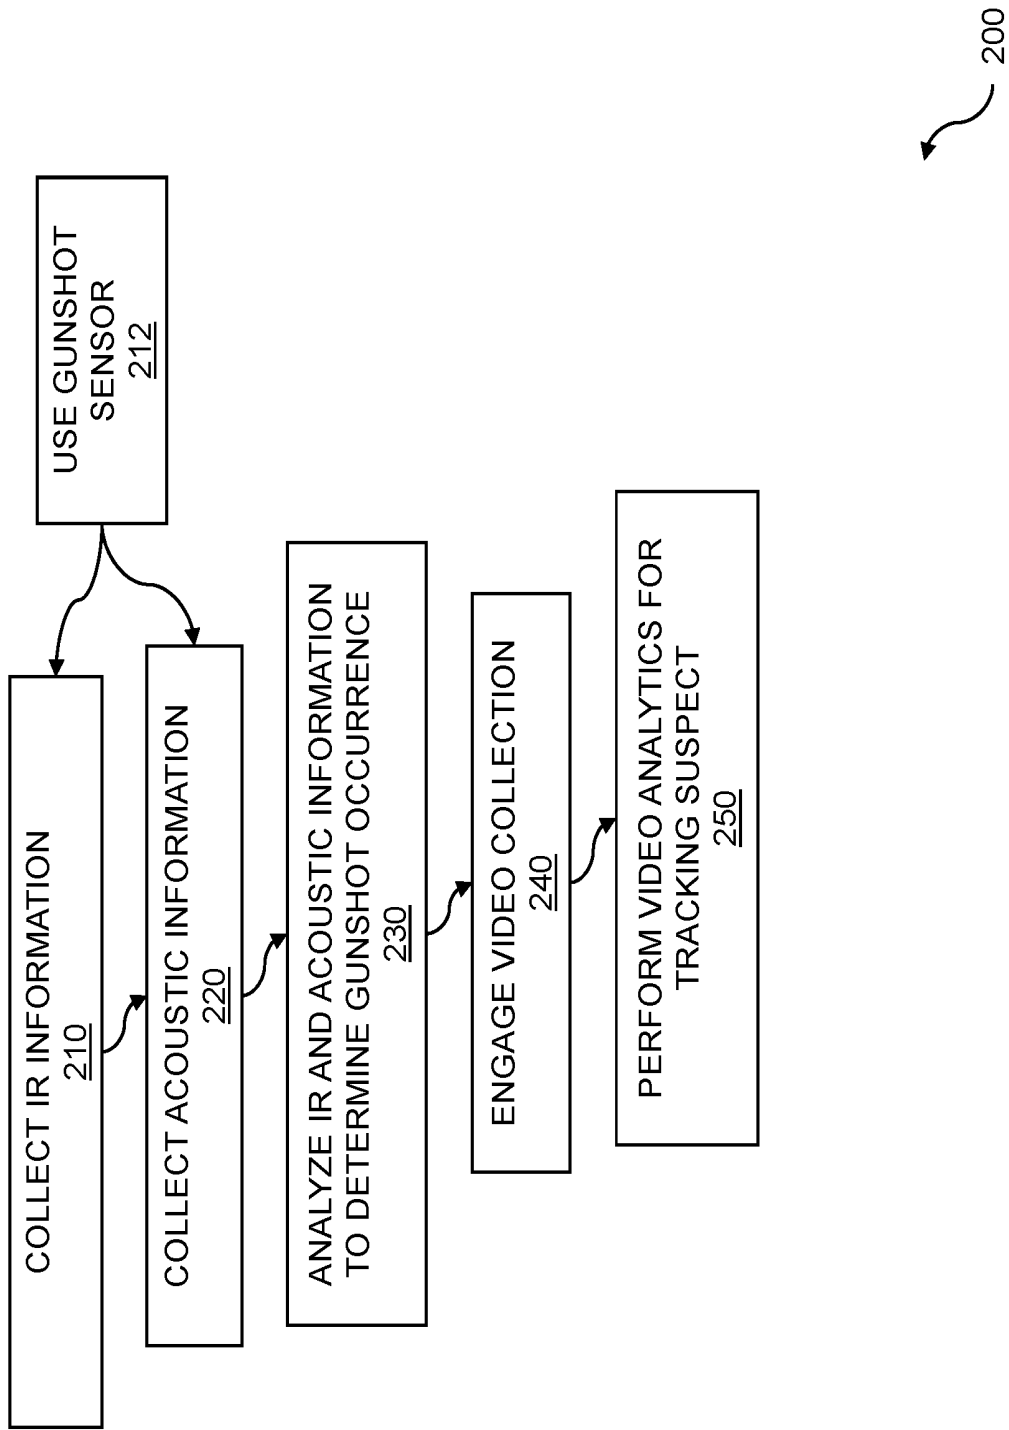 COLLECT IR INFORMATION
210
USE GUNSHOT
SENSOR
212
COLLECT ACOUSTIC INFORMATION
220
ANALYZE IR AND ACOUSTIC INFORMATION
TO DETERMINE GUNSHOT OCCURRENCE
230
ENGAGE VIDEO COLLECTION
240
PERFORM VIDEO ANALYTICS FOR
TRACKING SUSPECT
250
200